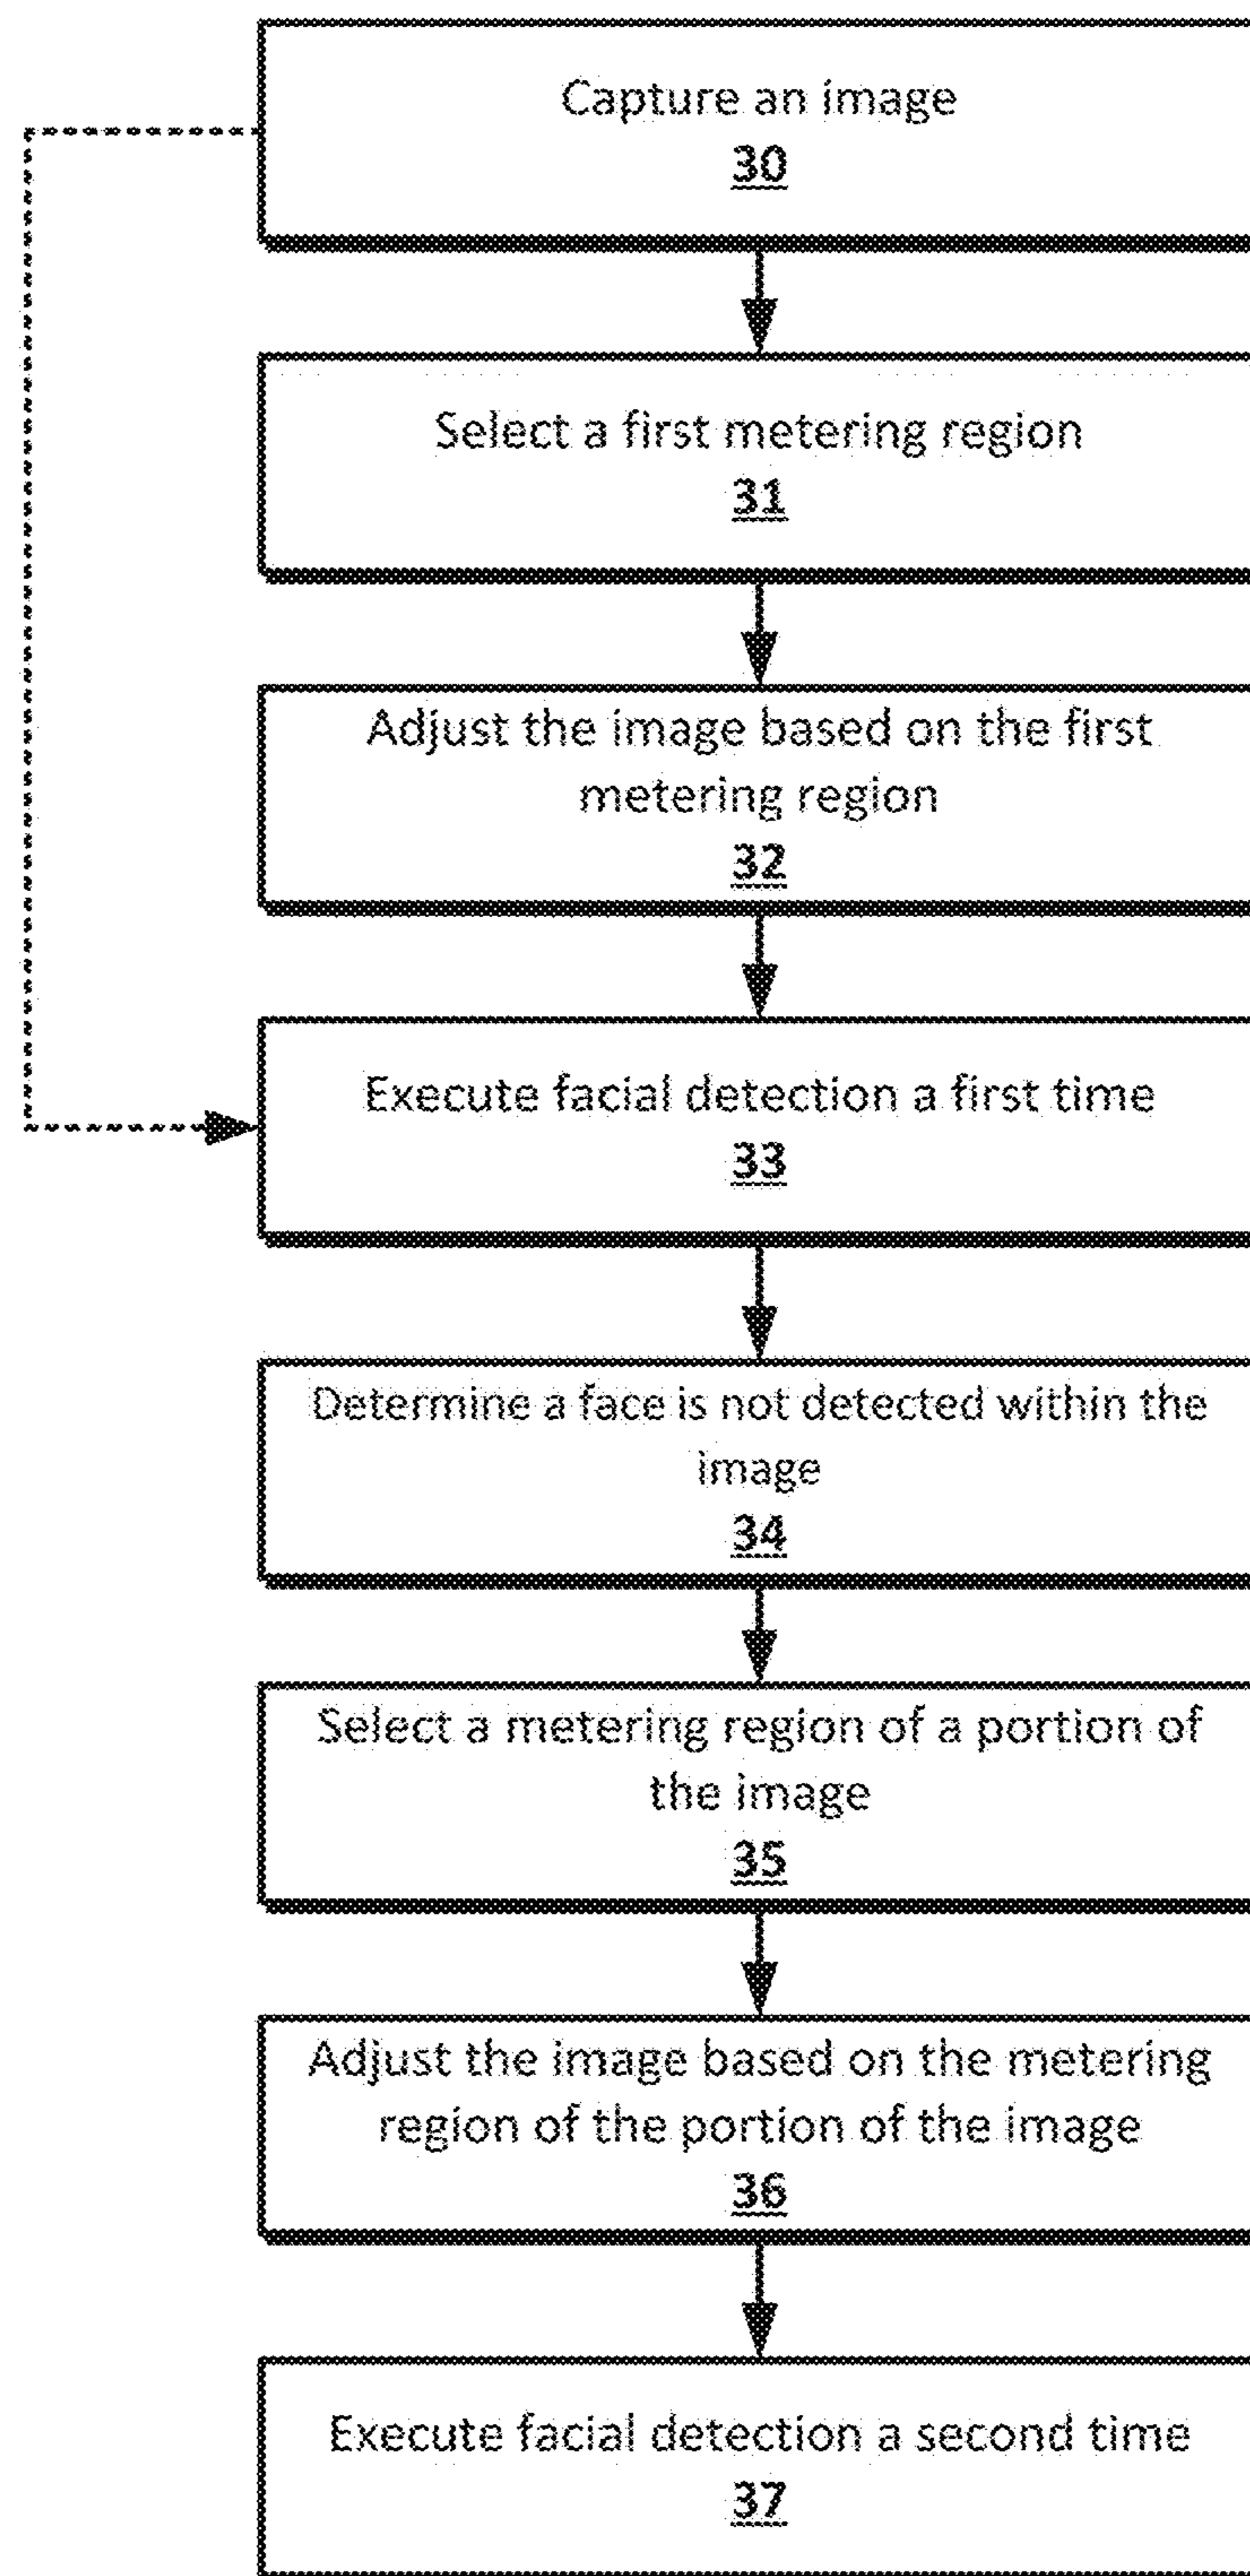 Capture an image
30
Select a first metering region
31
Adjust the image based on the first
metering region
32
Execute facial detection a first time
33
Determine a face is not detected within the
image
34
Select a metering region of a portion of
the image
35
Adjust the image based on the metering
region of the portion of the image
36
Execute facial detection a second time
37